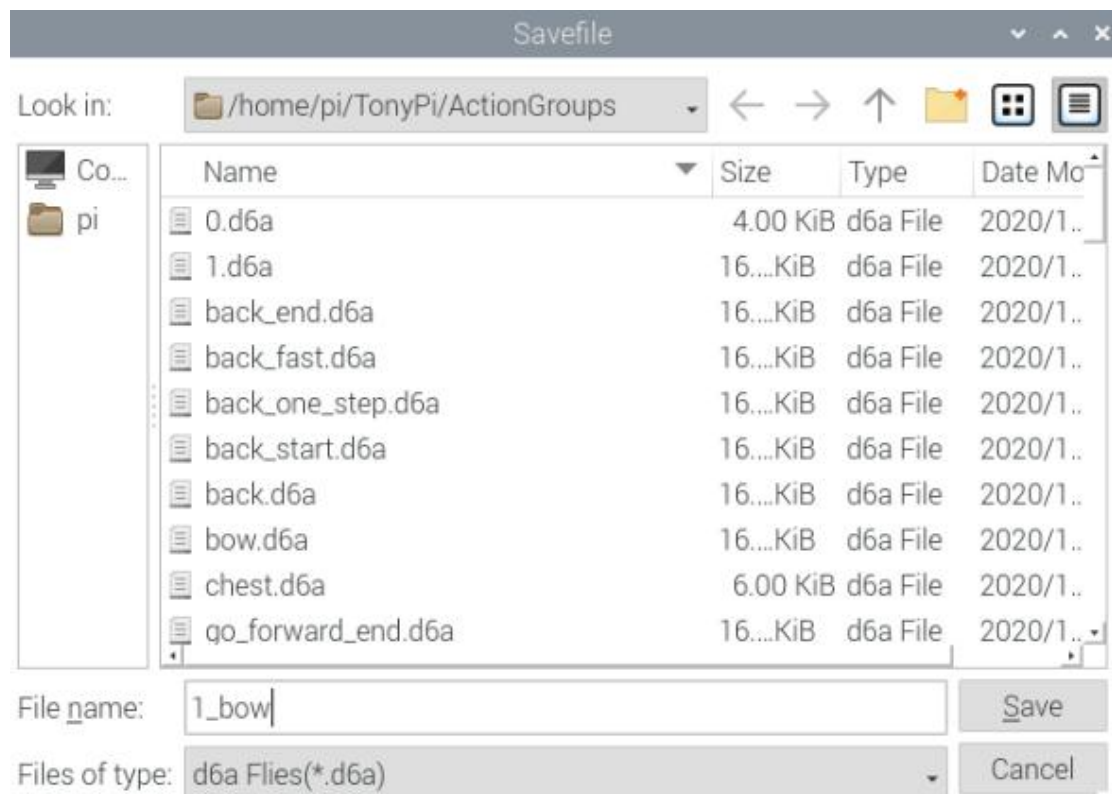 Savefile
Look in: /home/pi/TonyPi/ActionGroups
Co... Name Size Type Date Mo
pi 0.d6a 4.00 KiB d6a File 2020/1..
1.d6a 16....KiB d6a File 2020/1..
back_end.d6a 16....KiB d6a File 2020/1..
back_fast.d6a 16....KiB d6a File 2020/1..
back_one_step.d6a 16....KiB d6a File 2020/1..
back_start.d6a 16....KiB d6a File 2020/1..
back.d6a 16....KiB d6a File 2020/1..
bow.d6a 16....KiB d6a File 2020/1..
chest.d6a 6.00 KiB d6a File 2020/1..
go_forward_end.d6a 16....KiB d6a File 2020/1..
File name: 1_bow Save
Files of type: d6a Flies(*.d6a) Cancel